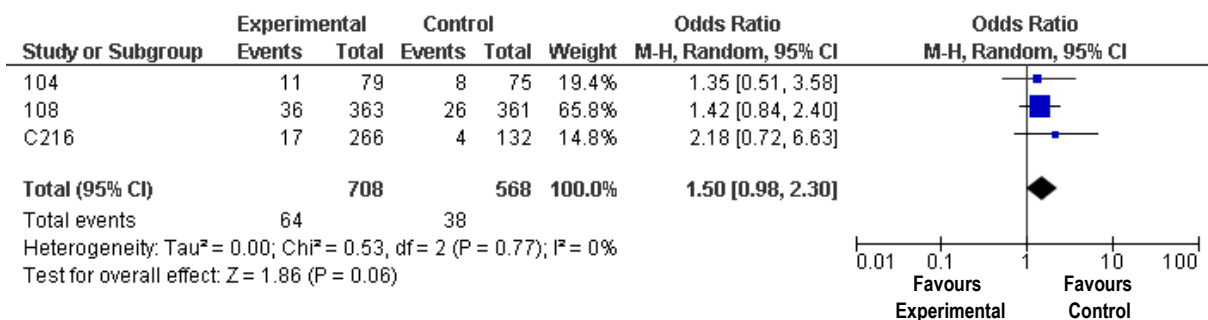 Experimental Control Odds Ratio Odds Ratio
Study or Subgroup Events Total Events Total Weight M-H, Random, 95% CI M-H, Random, 95% CI
104 11 79 8 75 19.4% 1.35 [0.51, 3.58]
108 36 363 26 361 65.8% 1.42 [0.84, 2.40]
C216 17 266 4 132 14.8% 2.18 [0.72, 6.63]
Total (95% CI) 708 568 100.0% 1.50 [0.98, 2.30]
Total events 64 38
Heterogeneity: Tau² = 0.00; Chi² = 0.53, df = 2 (P = 0.77); I² = 0%
Test for overall effect: Z = 1.86 (P = 0.06)
0.01 0.1 1 10 100
Favours Favours
Experimental Control